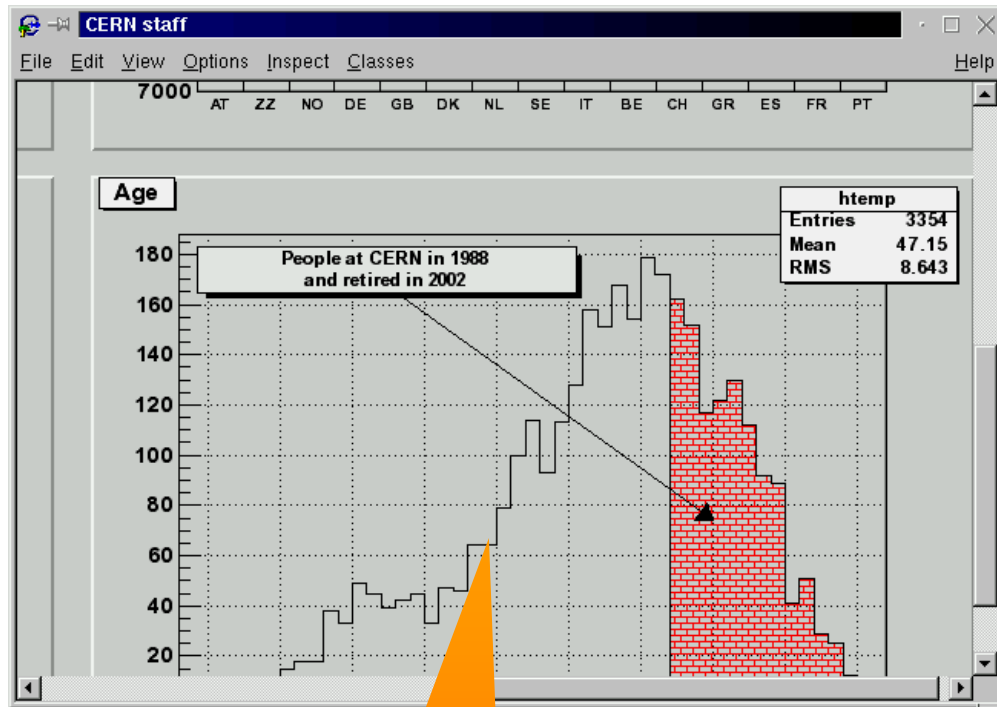 CERN staff
File Edit View Options Inspect Classes Help
7000
AT ZZ NO DE GB DK NL SE IT BE CH GR ES FR PT
Age
htemp
Entries 3354
Mean 47.15
RMS 8.643
People at CERN in 1988
and retired in 2002
180
160
140
120
100
80
60
40
20